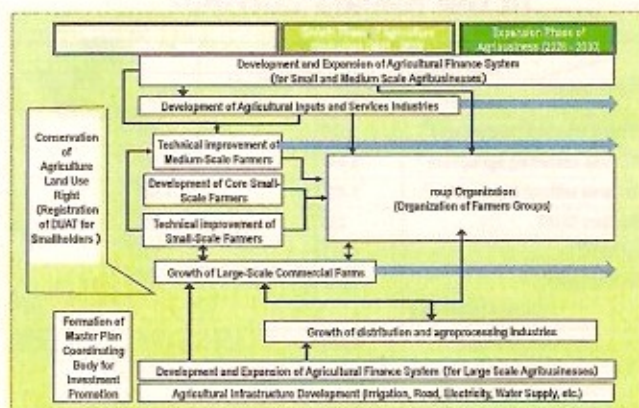 Expansion Phase of
Agribusiness (2026 - 2030)
Development and Expansion of Agricultural Finance System
(for Small and Medium Scale Agribusinesses)
Development of Agricultural Inputs and Services Industries
Conservation
of
Agriculture
Land Use
Right
(Registration
of DUAT for
Smallholders )
Technical improvement of
Medium-Scale Farmers
Development of Core Small-
Scale Farmers
Technical improvement of
Small-Scale Farmers
roup Organization
(Organization of Farmers Groups)
Growth of Large-Scale Commercial Farms
Formation of
Master Plan
Coordinating
Body for
Investment
Promotion
Growth of distribution and agroprocessing Industries
Development and Expansion of Agricultural Finance System (for Large Scale Agribusinesses)
Agricultural Infrastructure Development (Irrigation, Road, Electricity, Water Supply, etc.)